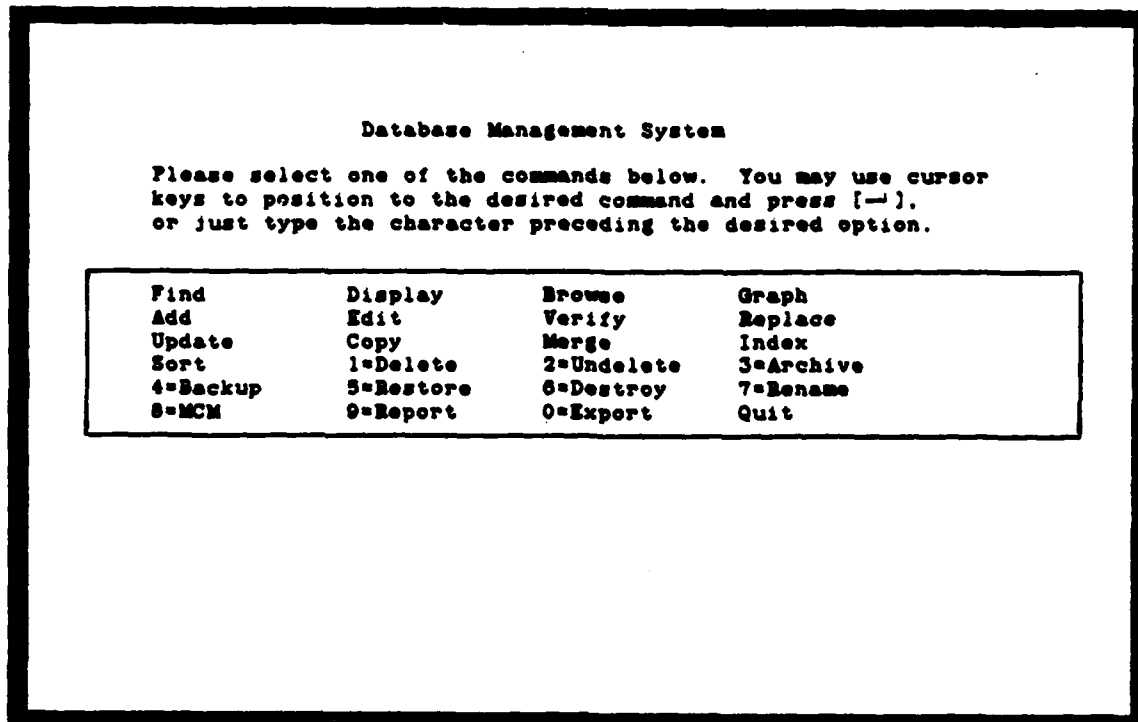 Database Management System
Please select one of the commands below. You may use cursor
keys to position to the desired command and press [↵],
or just type the character preceding the desired option.
Find Display Browse Graph
Add Edit Verify Replace
Update Copy Merge Index
Sort 1=Delete 2=Undelete 3=Archive
4=Backup 5=Restore 6=Destroy 7=Rename
8=MCM 9=Report 0=Export Quit